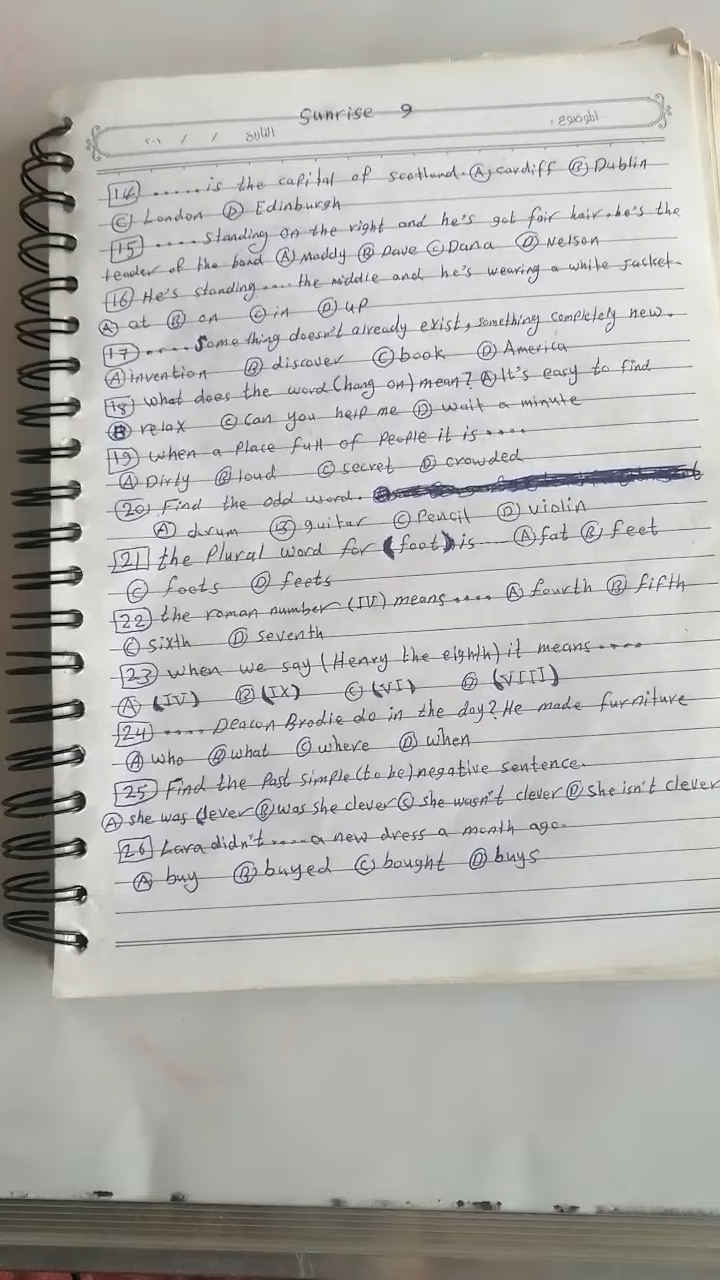 Sunrise 9
الموضوع : التاريخ / / ٢٠
14 ..... is the capital of scotland. Ⓐ cardiff Ⓑ Dublin
Ⓒ London Ⓓ Edinburgh
15 .... standing on the right and he's got fair hair. he's the
leader of the band Ⓐ Maddy Ⓑ Dave Ⓒ Dana Ⓓ Nelson
16 He's standing .... the middle and he's wearing a white jacket.
Ⓐ at Ⓑ on Ⓒ in Ⓓ up
17 .... Something doesn't already exist, something completely new.
Ⓐ invention Ⓑ discover Ⓒ book Ⓓ America
18 what does the word (hang on) mean? Ⓐ It's easy to find
Ⓑ relax Ⓒ can you help me Ⓓ wait a minute
19 when a place full of people it is ....
Ⓐ Dirty Ⓑ loud Ⓒ secret Ⓓ crowded
20 Find the odd word.
Ⓐ drum Ⓑ guitar Ⓒ Pencil Ⓓ violin
21 the Plural word for (foot) is ... Ⓐ fat Ⓑ feet
Ⓒ foots Ⓓ feets
22 the roman number (IV) means .... Ⓐ fourth Ⓑ fifth
Ⓒ sixth Ⓓ seventh
23 when we say (Henry the eighth) it means ....
Ⓐ (IV) Ⓑ (IX) Ⓒ (VI) Ⓓ (VIII)
24 .... Deacon Brodie do in the day? He made furniture
Ⓐ who Ⓑ what Ⓒ where Ⓓ when
25 Find the Past simple (to be) negative sentence.
Ⓐ she was clever Ⓑ was she clever Ⓒ she wasn't clever Ⓓ She isn't clever
26 Lara didn't .... a new dress a month ago.
Ⓐ buy Ⓑ buyed Ⓒ bought Ⓓ buys